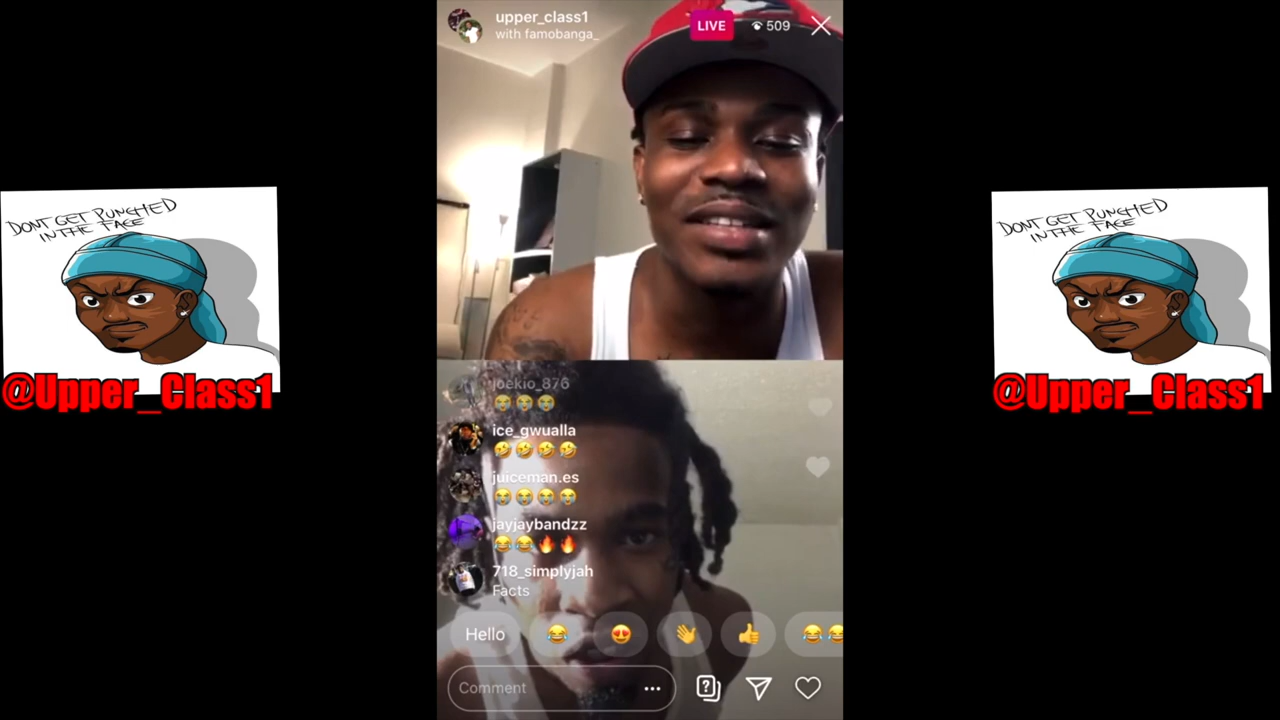 upper_class1
with famobanga_
LIVE
509
DONT GET PUNCHED
IN THE FACE
@Upper_Class1
joekio_876
😭😭😭
ice_gwualla
🤣🤣🤣🤣
juiceman.es
😭😭😭😭
jayjaybandzz
😂😂🔥🔥
718_simplyjah
Facts
Hello
Comment
DONT GET PUNCHED
IN THE FACE
@Upper_Class1